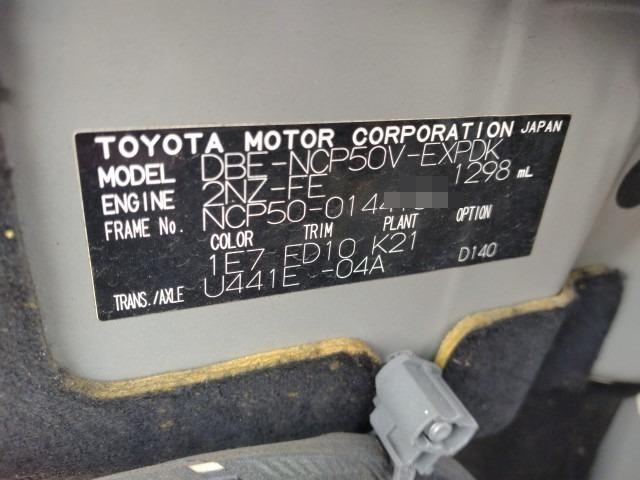 TOYOTA MOTOR CORPORATION JAPAN
MODEL DBE-NCP50V-EXPDK
ENGINE 2NZ-FE 1298 mL
FRAME No. NCP50-014
COLOR TRIM PLANT OPTION
1E7 FD10 K21 D140
TRANS./AXLE U441E -04A